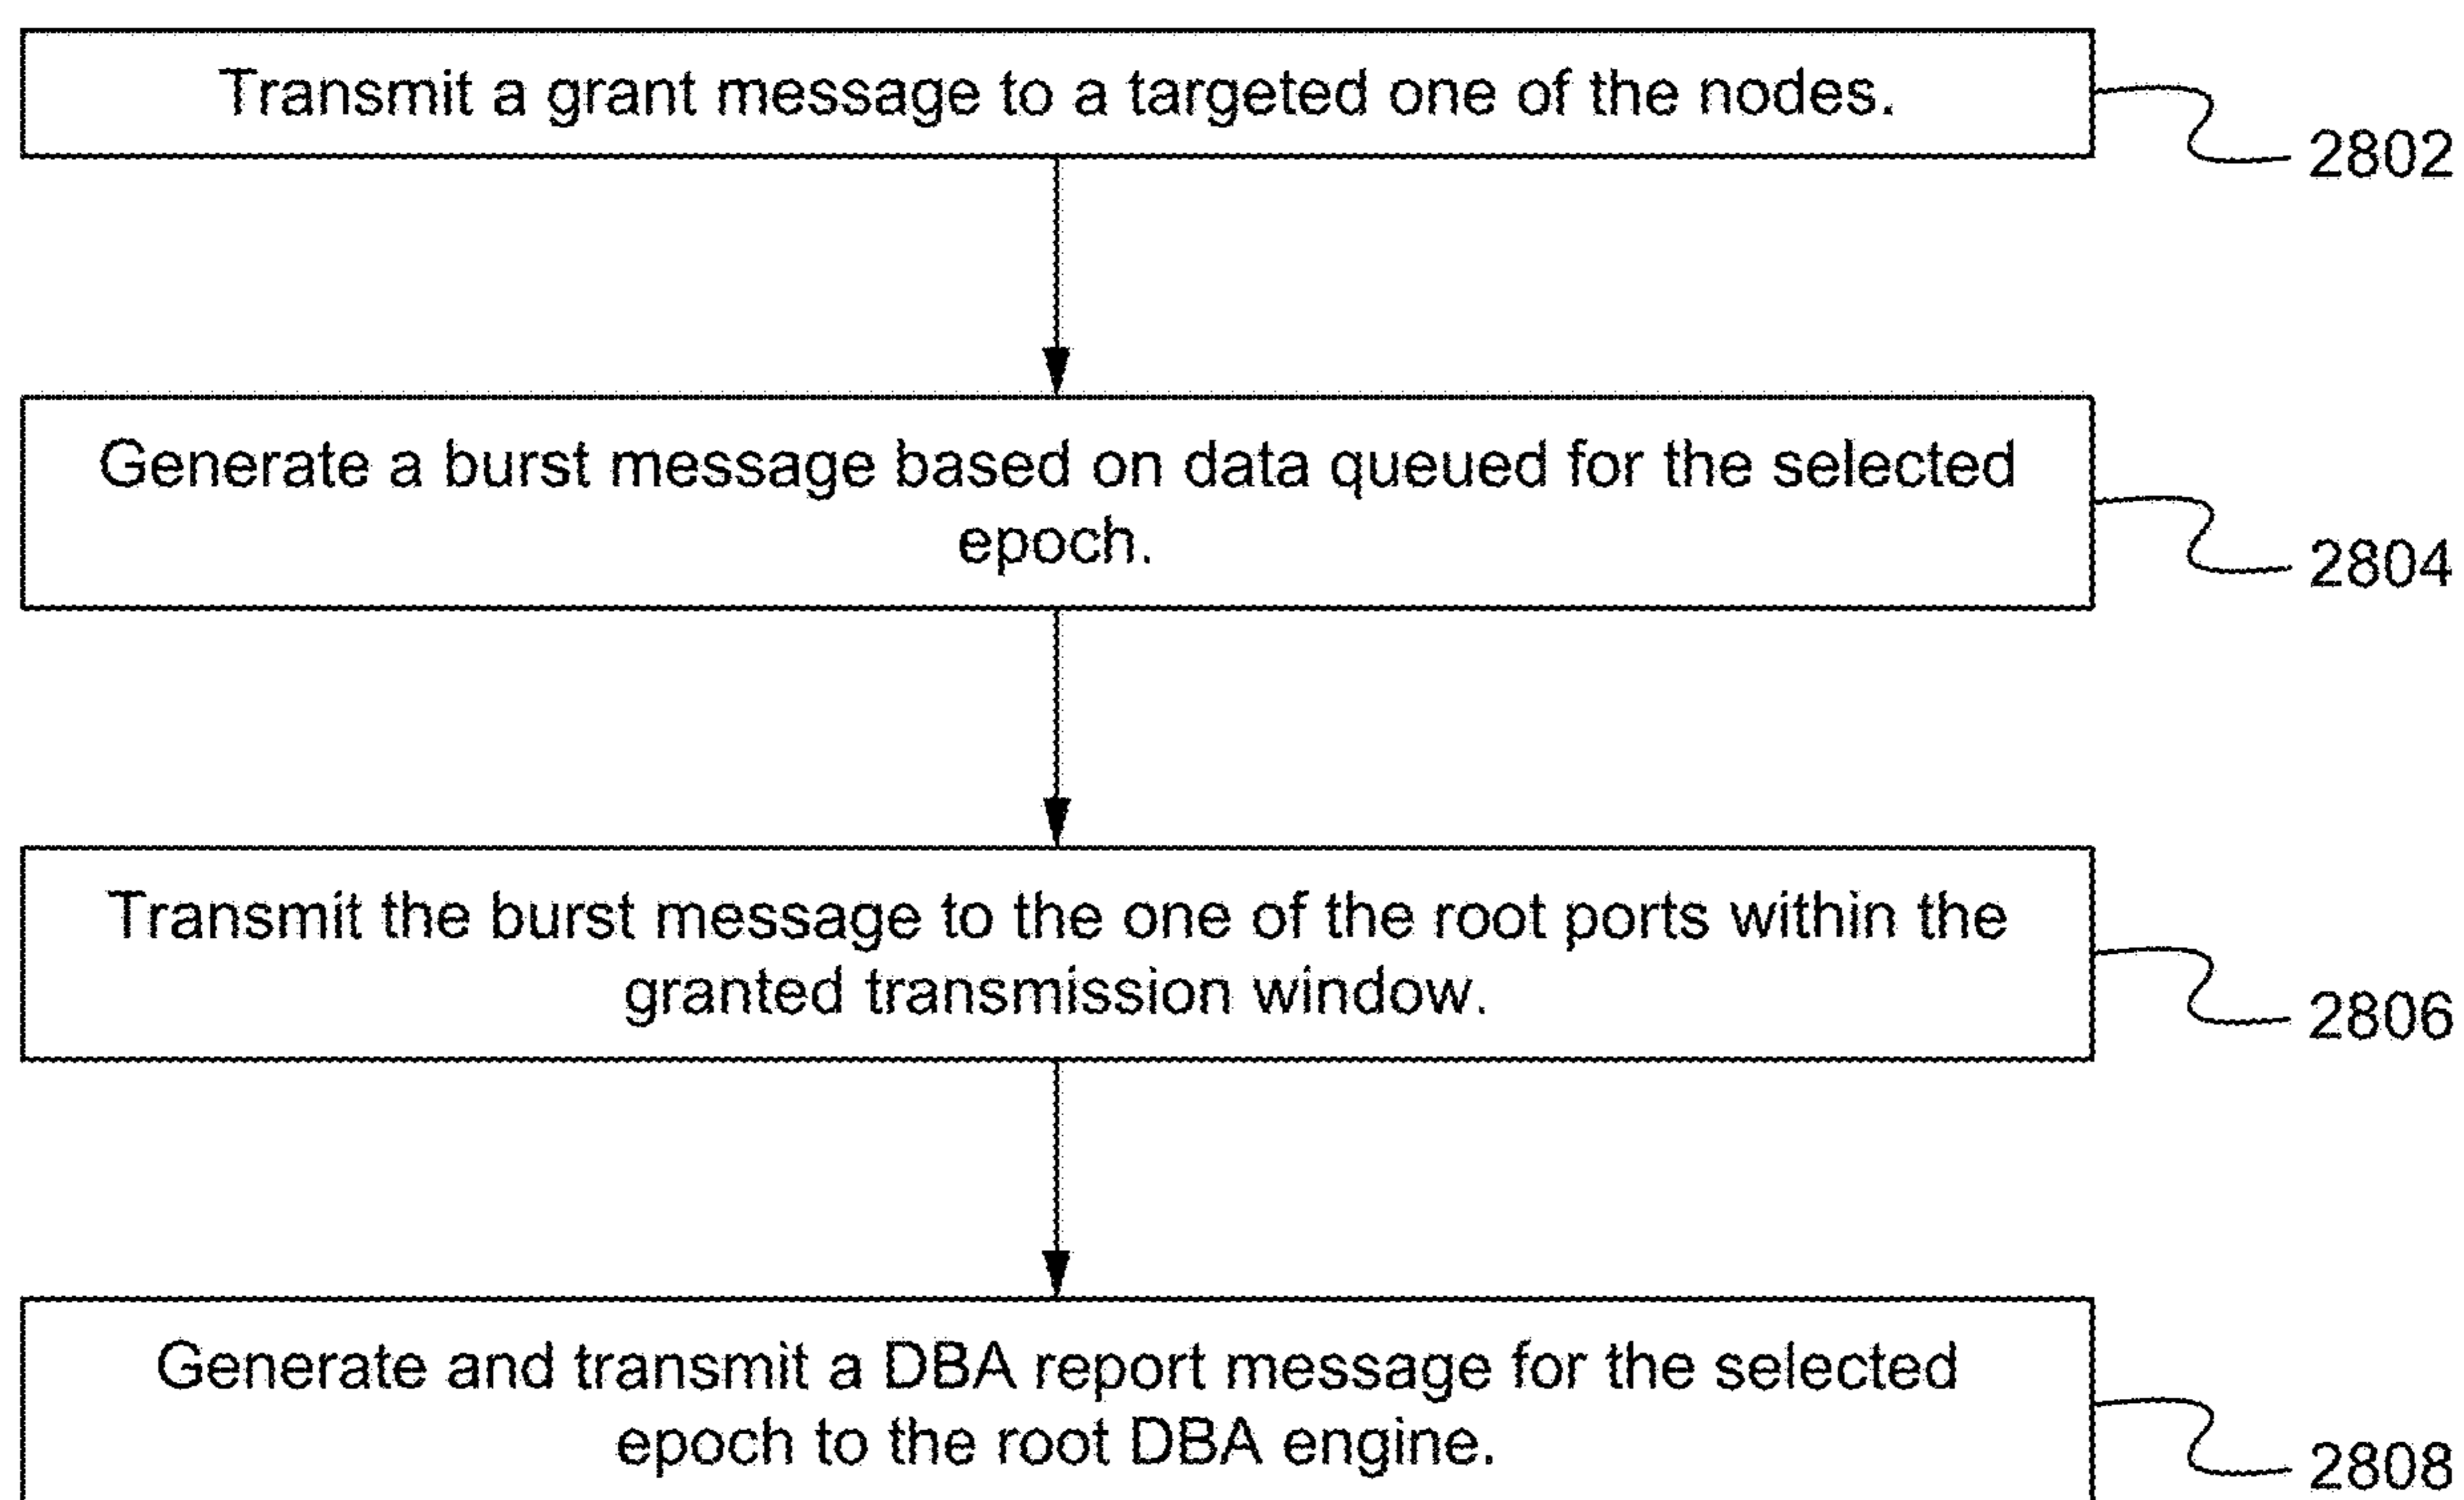 Transmit a grant message to a targeted one of the nodes.
2802
Generate a burst message based on data queued for the selected
epoch.
2804
Transmit the burst message to the one of the root ports within the
granted transmission window.
2806
Generate and transmit a DBA report message for the selected
epoch to the root DBA engine.
2808